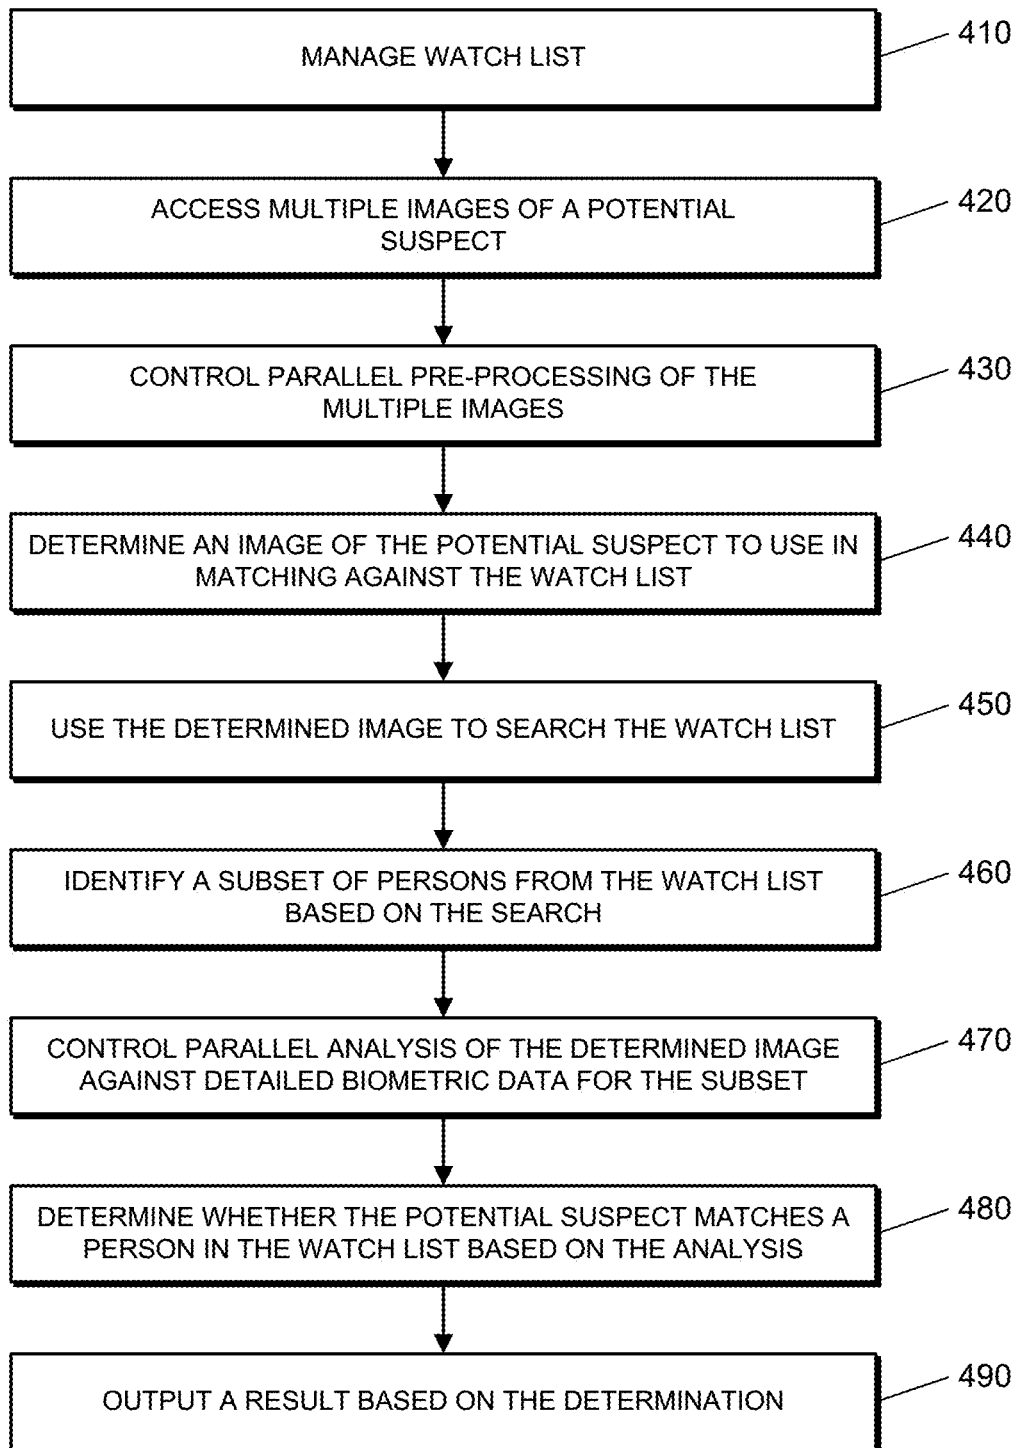 MANAGE WATCH LIST
410
ACCESS MULTIPLE IMAGES OF A POTENTIAL
SUSPECT
420
CONTROL PARALLEL PRE-PROCESSING OF THE
MULTIPLE IMAGES
430
DETERMINE AN IMAGE OF THE POTENTIAL SUSPECT TO USE IN
MATCHING AGAINST THE WATCH LIST
440
USE THE DETERMINED IMAGE TO SEARCH THE WATCH LIST
450
IDENTIFY A SUBSET OF PERSONS FROM THE WATCH LIST
BASED ON THE SEARCH
460
CONTROL PARALLEL ANALYSIS OF THE DETERMINED IMAGE
AGAINST DETAILED BIOMETRIC DATA FOR THE SUBSET
470
DETERMINE WHETHER THE POTENTIAL SUSPECT MATCHES A
PERSON IN THE WATCH LIST BASED ON THE ANALYSIS
480
OUTPUT A RESULT BASED ON THE DETERMINATION
490